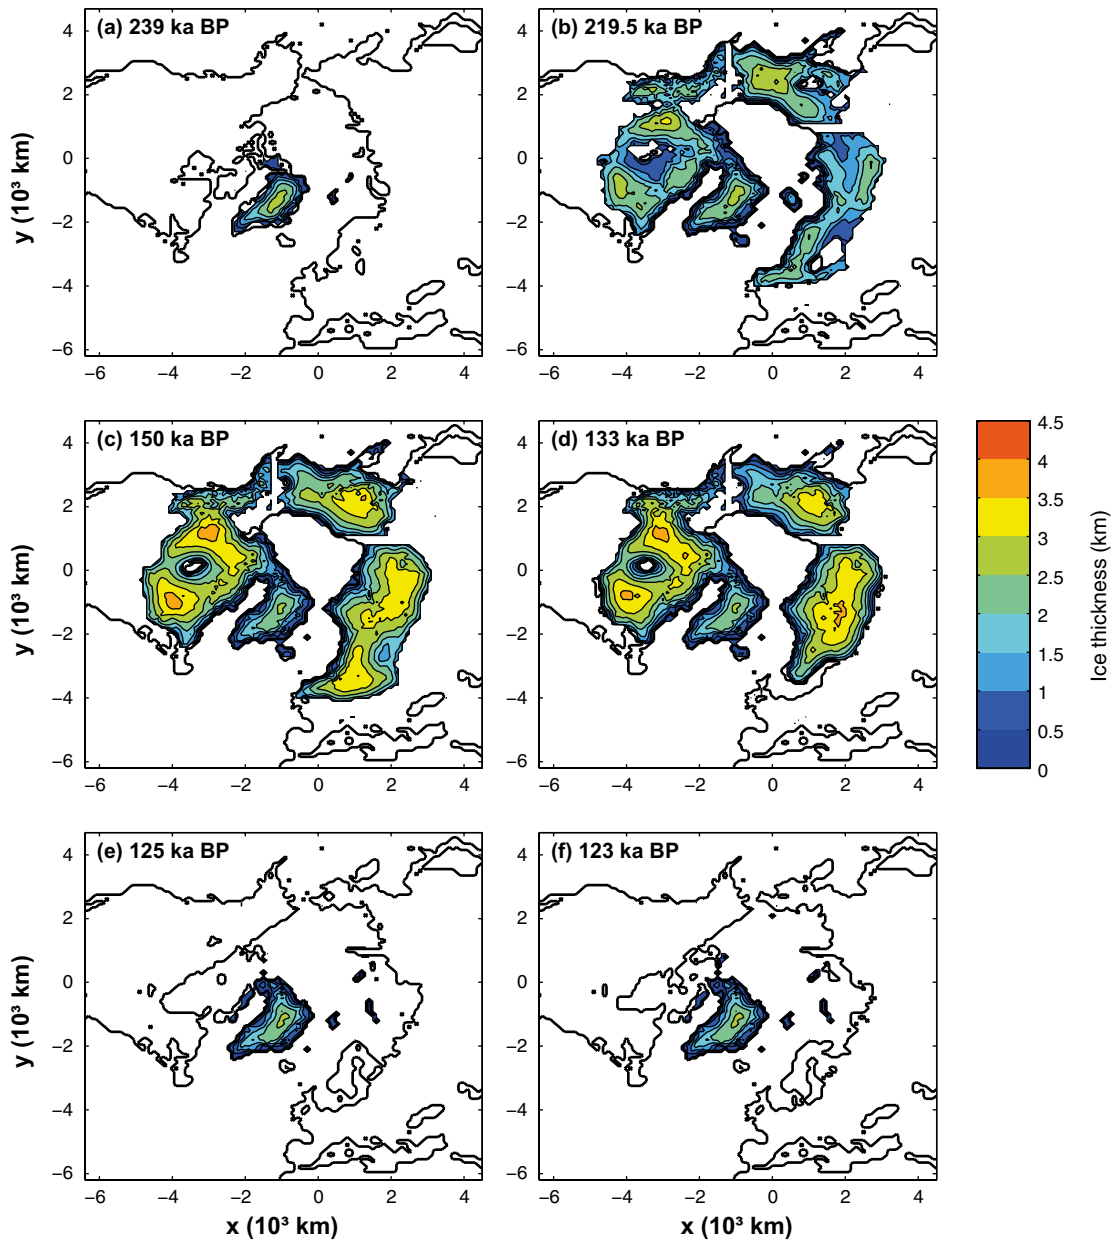 (a) 239 ka BP
(b) 219.5 ka BP
4
2
0
−2
−4
−6
y (10³ km)
−6 −4 −2 0 2 4
4
2
0
−2
−4
−6
−6 −4 −2 0 2 4
(c) 150 ka BP
(d) 133 ka BP
4
2
0
−2
−4
−6
y (10³ km)
−6 −4 −2 0 2 4
4
2
0
−2
−4
−6
−6 −4 −2 0 2 4
4.5
4
3.5
3
2.5
2
1.5
1
0.5
0
Ice thickness (km)
(e) 125 ka BP
(f) 123 ka BP
4
2
0
−2
−4
−6
y (10³ km)
−6 −4 −2 0 2 4
x (10³ km)
4
2
0
−2
−4
−6
−6 −4 −2 0 2 4
x (10³ km)